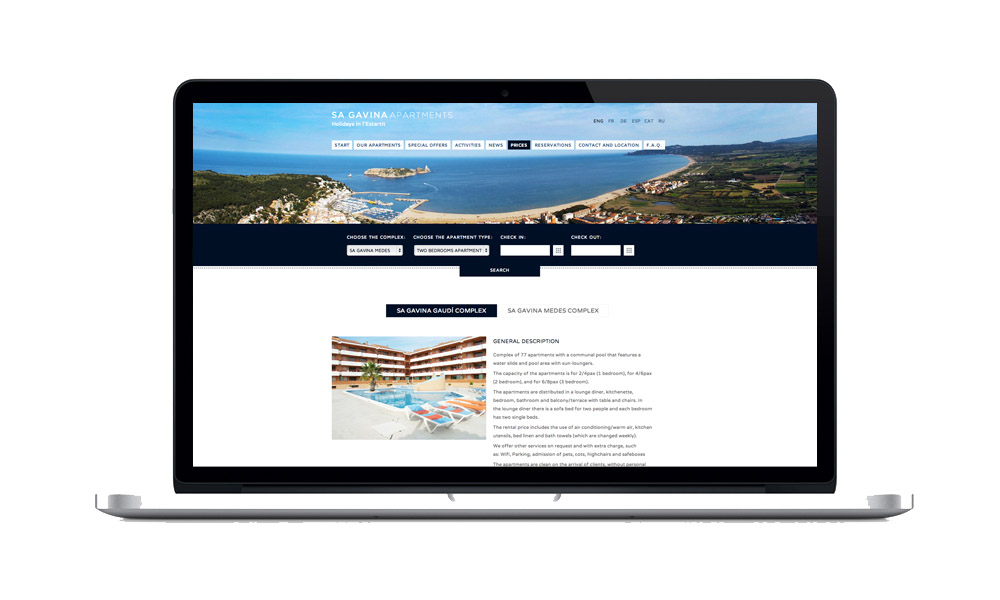 SA GAVINA APARTMENTS
Holidays in l'Estartit
ENG FR DE ESP CAT RU
START OUR APARTMENTS SPECIAL OFFERS ACTIVITIES NEWS PRICES RESERVATIONS CONTACT AND LOCATION F.A.Q.
CHOOSE THE COMPLEX: CHOOSE THE APARTMENT TYPE: CHECK IN: CHECK OUT:
SA GAVINA MEDES TWO BEDROOMS APARTMENT
SEARCH
SA GAVINA GAUDÍ COMPLEX SA GAVINA MEDES COMPLEX
GENERAL DESCRIPTION
Complex of 77 apartments with a communal pool that features a
water slide and pool area with sun-loungers.
The capacity of the apartments is for 2/4pax (1 bedroom), for 4/6pax
(2 bedroom), and for 6/8pax (3 bedroom).
The apartments are distributed in a lounge diner, kitchenette,
bedroom, bathroom and balcony/terrace with table and chairs. In
the lounge diner there is a sofa bed for two people and each bedroom
has two single beds.
The rental price includes the use of air conditioning/warm air, kitchen
utensils, bed linen and bath towels (which are changed weekly).
We offer other services on request and with extra charge, such
as: Wifi, Parking, admission of pets, cots, highchairs and safeboxes
The apartments are clean on the arrival of clients, without personal